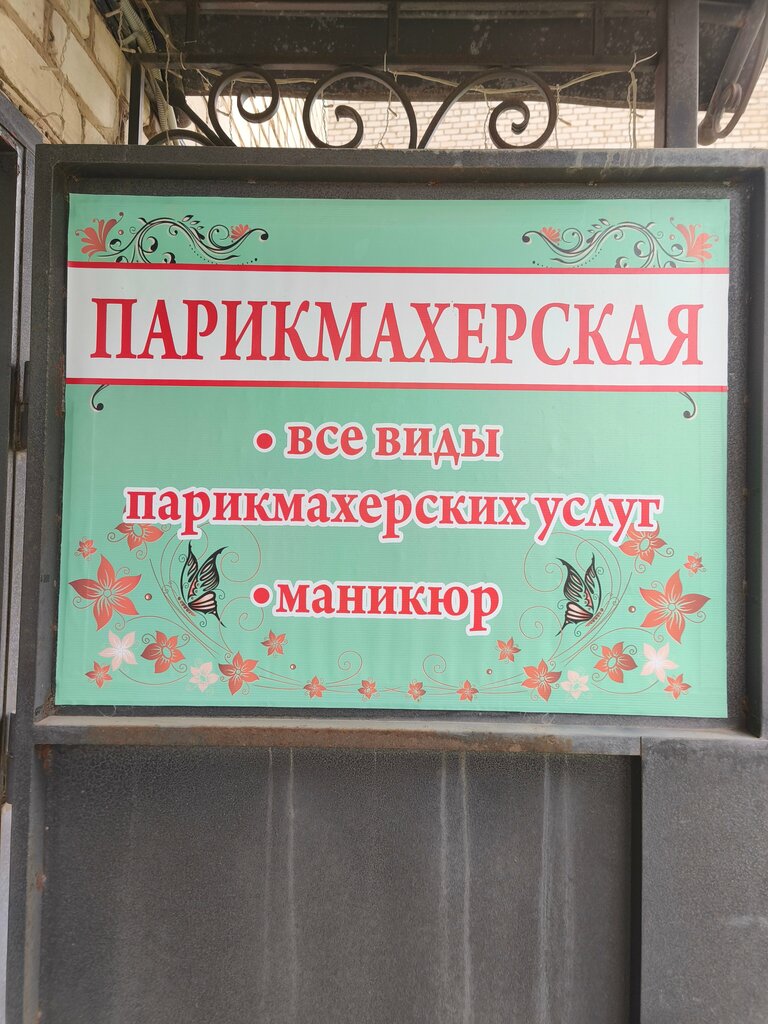 ПАРИКМАХЕРСКАЯ
• все виды
парикмахерских услуг
• маникюр